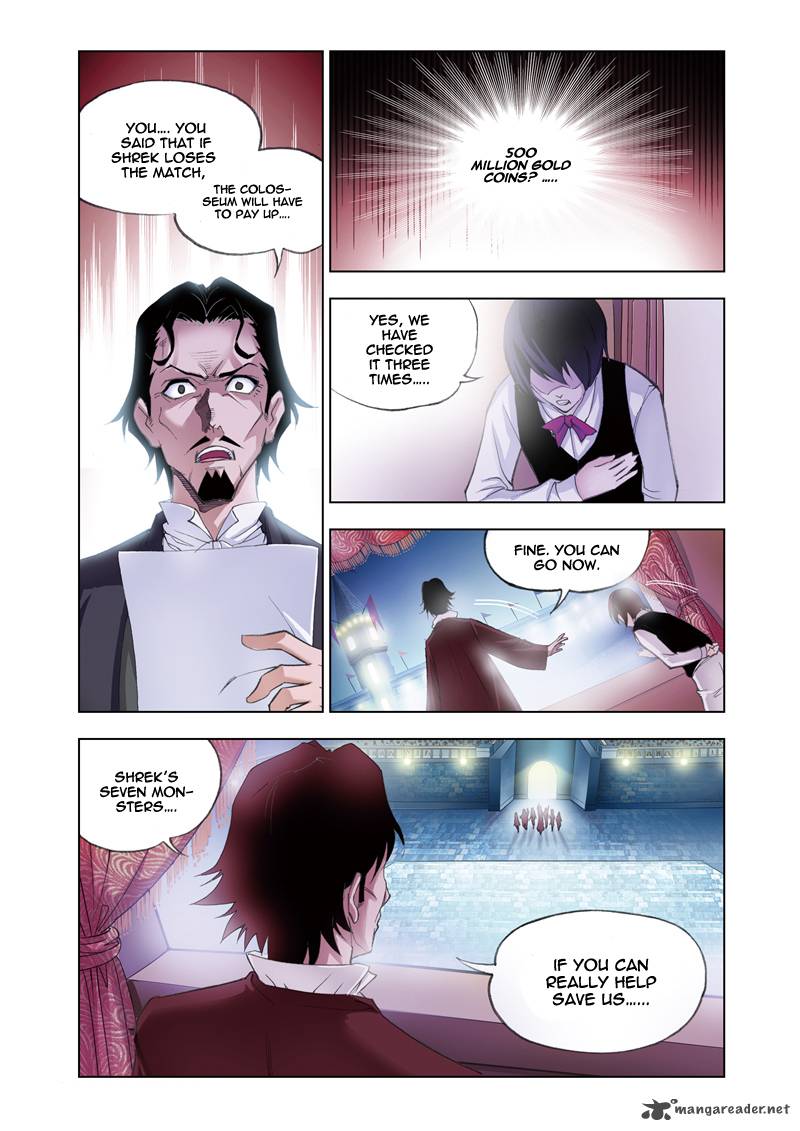 YOU.... YOU
SAID THAT IF
SHREK LOSES
THE MATCH,
THE COLOS-
SEUM WILL HAVE
TO PAY UP....
500
MILLION GOLD
COINS? .....
YES, WE
HAVE
CHECKED
IT THREE
TIMES.....
FINE. YOU CAN
GO NOW.
SHREK'S
SEVEN MON-
STERS....
IF YOU CAN
REALLY HELP
SAVE US......
mangareader.net